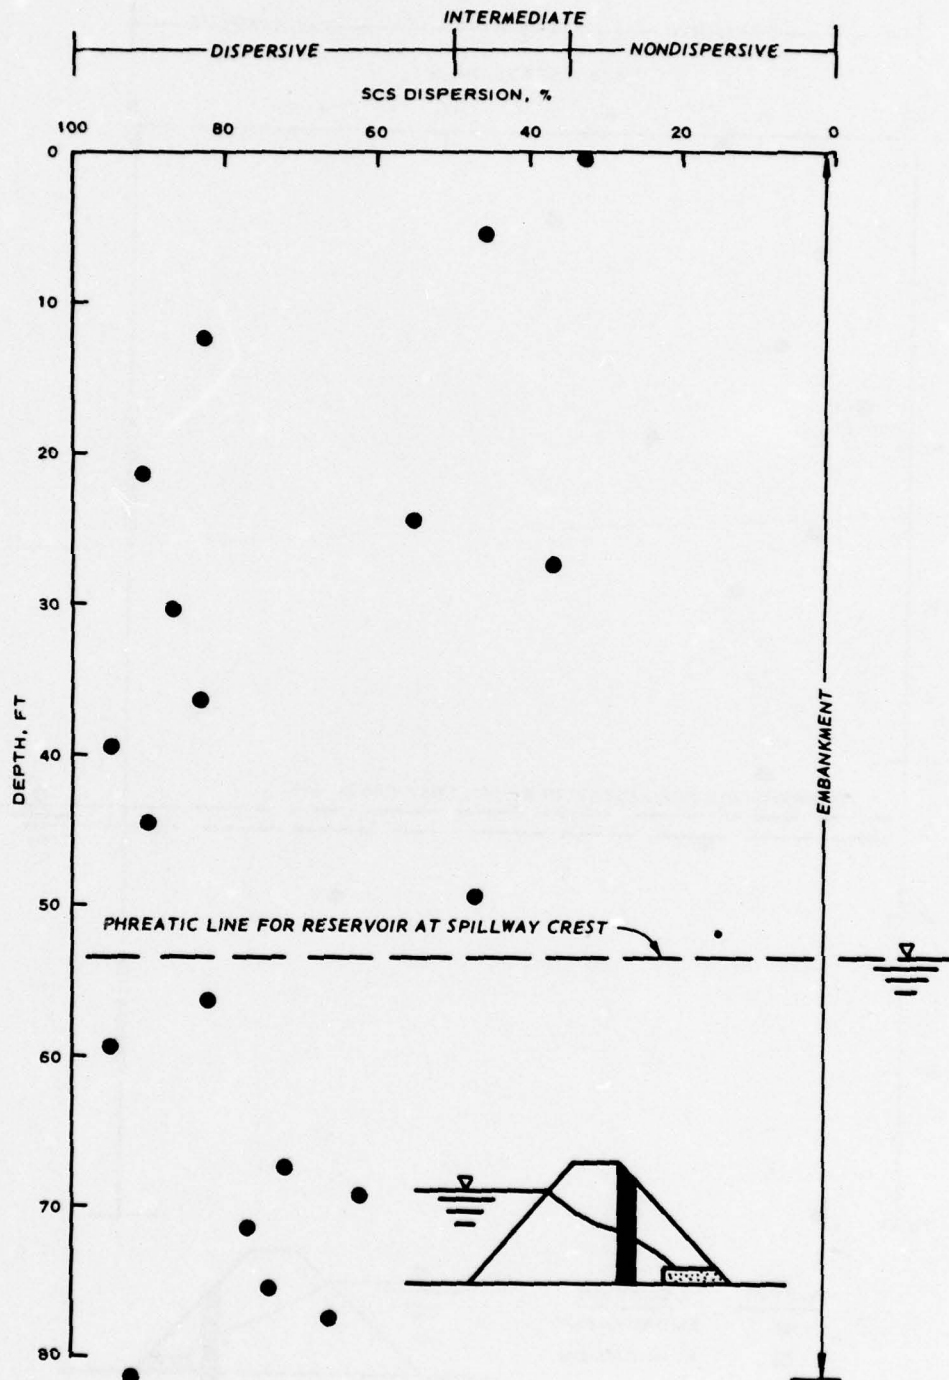 INTERMEDIATE
DISPERSIVE
NONDISPERSIVE
SCS DISPERSION, %
100 80 60 40 20 0
0
10
20
30
40
50
60
70
80
DEPTH, FT
EMBANKMENT
PHREATIC LINE FOR RESERVOIR AT SPILLWAY CREST